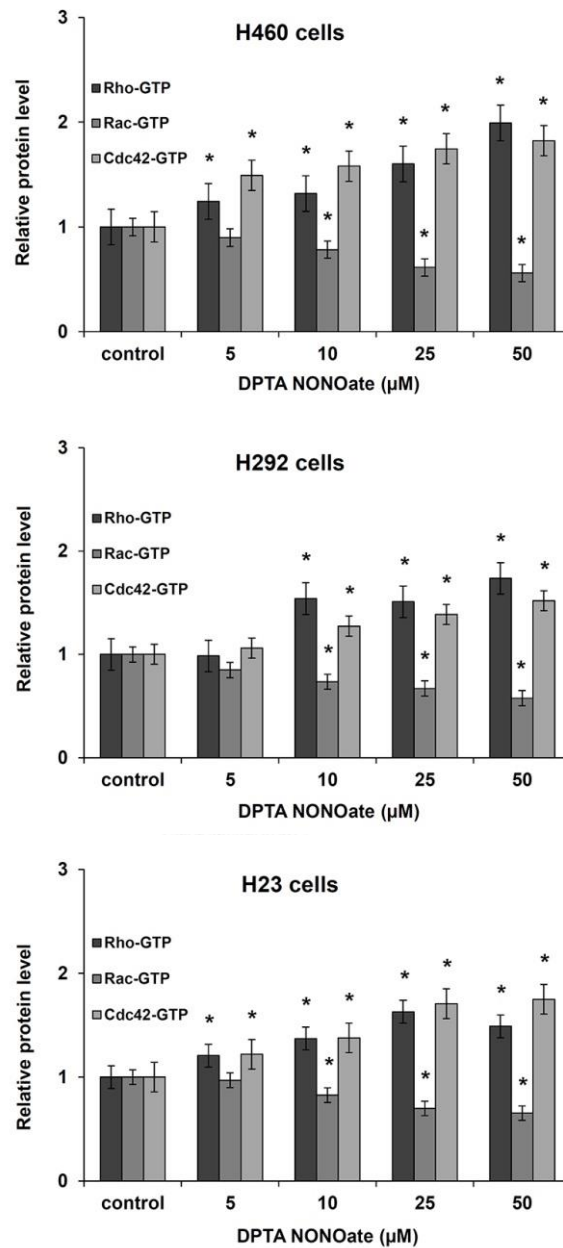 H460 cells
Relative protein level
3
2
1
0
Rho-GTP
Rac-GTP
Cdc42-GTP
* * * * * * * * * * *
control 5 10 25 50
DPTA NONOate (µM)
H292 cells
Relative protein level
3
2
1
0
Rho-GTP
Rac-GTP
Cdc42-GTP
* * * * * * * * *
control 5 10 25 50
DPTA NONOate (µM)
H23 cells
Relative protein level
3
2
1
0
Rho-GTP
Rac-GTP
Cdc42-GTP
* * * * * * * * * * *
control 5 10 25 50
DPTA NONOate (µM)